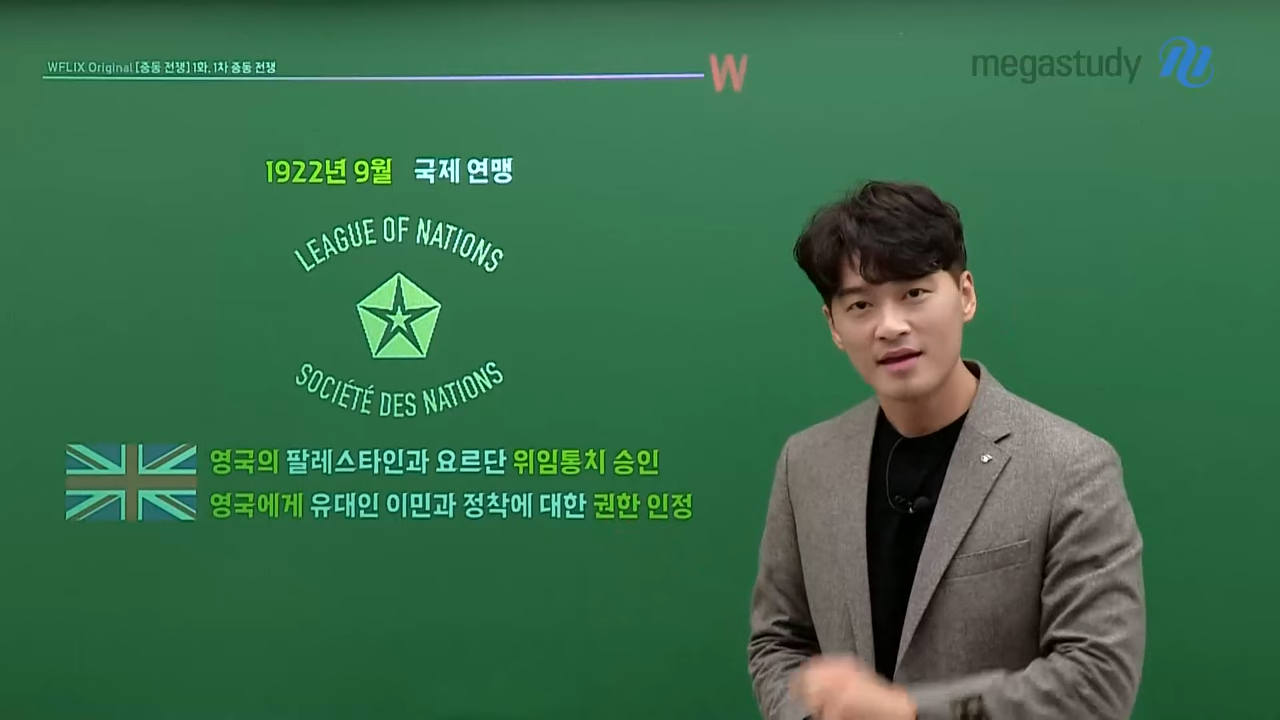 WFLIX Original [중동 전쟁] 1화. 1차 중동 전쟁
W
megastudy
1922년 9월 국제 연맹
LEAGUE OF NATIONS
SOCIÉTÉ DES NATIONS
영국의 팔레스타인과 요르단 위임통치 승인
영국에게 유대인 이민과 정착에 대한 권한 인정